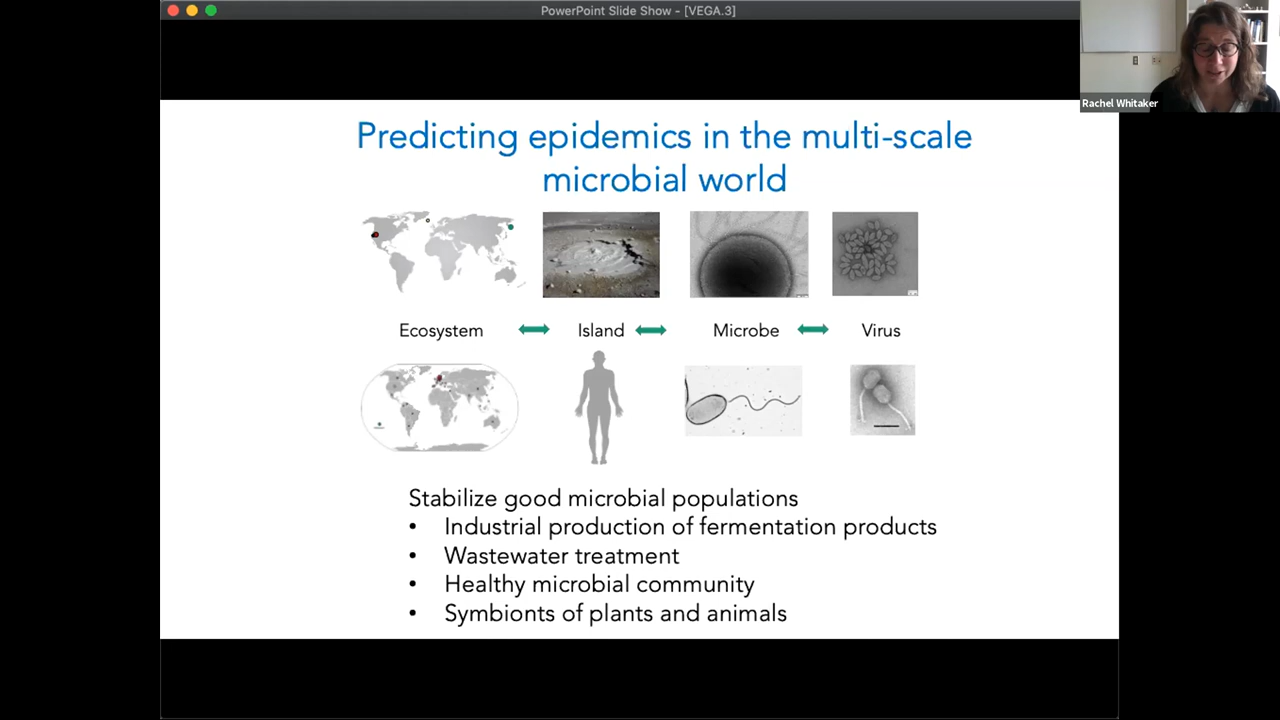 PowerPoint Slide Show - [VEGA.3]
Rachel Whitaker
Predicting epidemics in the multi-scale
microbial world
Ecosystem
Island
Microbe
Virus
Stabilize good microbial populations
• Industrial production of fermentation products
• Wastewater treatment
• Healthy microbial community
• Symbionts of plants and animals